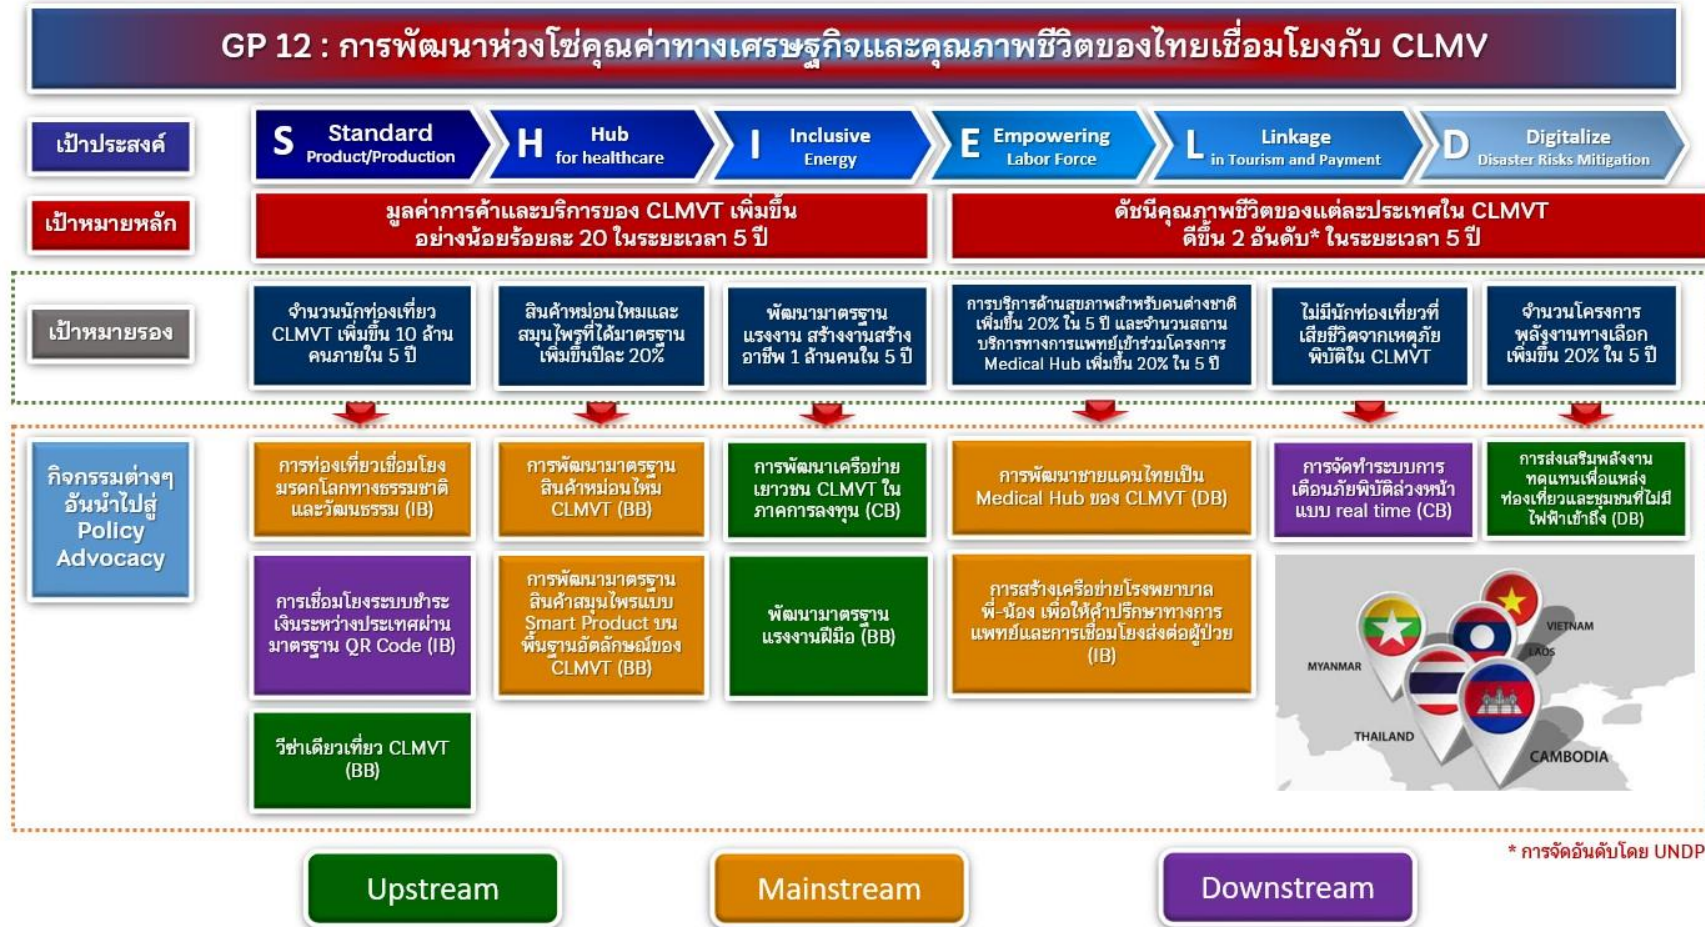 GP 12 : การพัฒนาห่วงโซ่คุณค่าทางเศรษฐกิจและคุณภาพชีวิตของไทยเชื่อมโยงกับ CLMV
เป้าประสงค์
S Standard
Product/Production
H Hub
for healthcare
I Inclusive
Energy
E Empowering
Labor Force
L Linkage
in Tourism and Payment
D Digitalize
Disaster Risks Mitigation
เป้าหมายหลัก
มูลค่าการค้าและบริการของ CLMVT เพิ่มขึ้น
อย่างน้อยร้อยละ 20 ในระยะเวลา 5 ปี
ดัชนีคุณภาพชีวิตของแต่ละประเทศใน CLMVT
ดีขึ้น 2 อันดับ* ในระยะเวลา 5 ปี
เป้าหมายรอง
จำนวนนักท่องเที่ยว
CLMVT เพิ่มขึ้น 10 ล้าน
คนภายใน 5 ปี
สินค้าหม่อนไหมและ
สมุนไพรที่ได้มาตรฐาน
เพิ่มขึ้นปีละ 20%
พัฒนามาตรฐาน
แรงงาน สร้างงานสร้าง
อาชีพ 1 ล้านคนใน 5 ปี
การบริการด้านสุขภาพสำหรับคนต่างชาติ
เพิ่มขึ้น 20% ใน 5 ปี และจำนวนสถาน
บริการทางการแพทย์เข้าร่วมโครงการ
Medical Hub เพิ่มขึ้น 20% ใน 5 ปี
ไม่มีนักท่องเที่ยวที่
เสียชีวิตจากเหตุภัย
พิบัติใน CLMVT
จำนวนโครงการ
พลังงานทางเลือก
เพิ่มขึ้น 20% ใน 5 ปี
กิจกรรมต่างๆ
อันนำไปสู่
Policy
Advocacy
การท่องเที่ยวเชื่อมโยง
มรดกโลกทางธรรมชาติ
และวัฒนธรรม (IB)
การพัฒนามาตรฐาน
สินค้าหม่อนไหม
CLMVT (BB)
การพัฒนาเครือข่าย
เยาวชน CLMVT ใน
ภาคการลงทุน (CB)
การพัฒนาชายแดนไทยเป็น
Medical Hub ของ CLMVT (DB)
การจัดทำระบบการ
เตือนภัยพิบัติล่วงหน้า
แบบ real time (CB)
การส่งเสริมพลังงาน
ทดแทนเพื่อแหล่ง
ท่องเที่ยวและชุมชนที่ไม่มี
ไฟฟ้าเข้าถึง (DB)
การเชื่อมโยงระบบชำระ
เงินระหว่างประเทศผ่าน
มาตรฐาน QR Code (IB)
การพัฒนามาตรฐาน
สินค้าสมุนไพรแบบ
Smart Product บน
พื้นฐานอัตลักษณ์ของ
CLMVT (BB)
พัฒนามาตรฐาน
แรงงานฝีมือ (BB)
การสร้างเครือข่ายโรงพยาบาล
พี่-น้อง เพื่อให้คำปรึกษาทางการ
แพทย์และการเชื่อมโยงส่งต่อผู้ป่วย
(IB)
วีซ่าเดียวเที่ยว CLMVT
(BB)
VIETNAM
LAOS
MYANMAR
THAILAND
CAMBODIA
* การจัดอันดับโดย UNDP
Upstream
Mainstream
Downstream